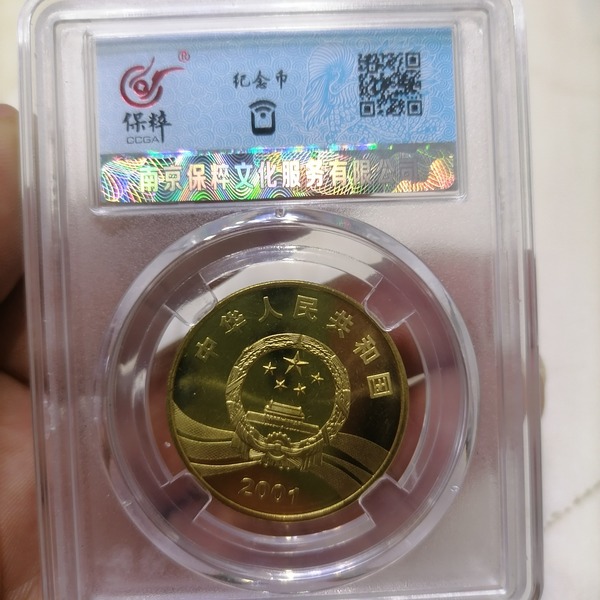 ®
纪念币
保粹
CCGA
南京保粹文化服务有限公司
中华人民共和国
2001